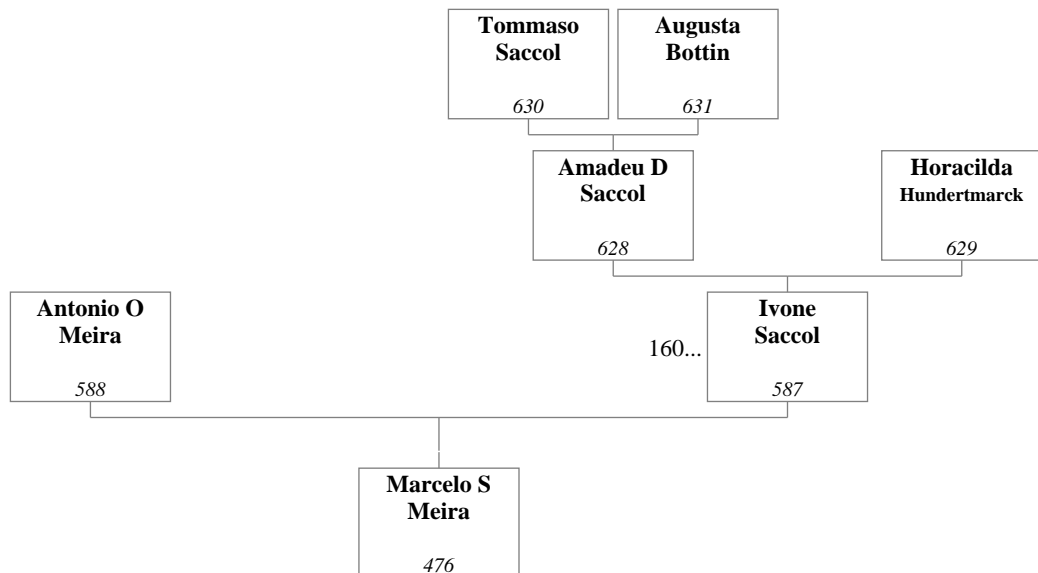 Tommaso
Saccol
630
Augusta
Bottin
631
Amadeu D
Saccol
628
Horacilda
Hundertmarck
629
Antonio O
Meira
588
160...
Ivone
Saccol
587
Marcelo S
Meira
476